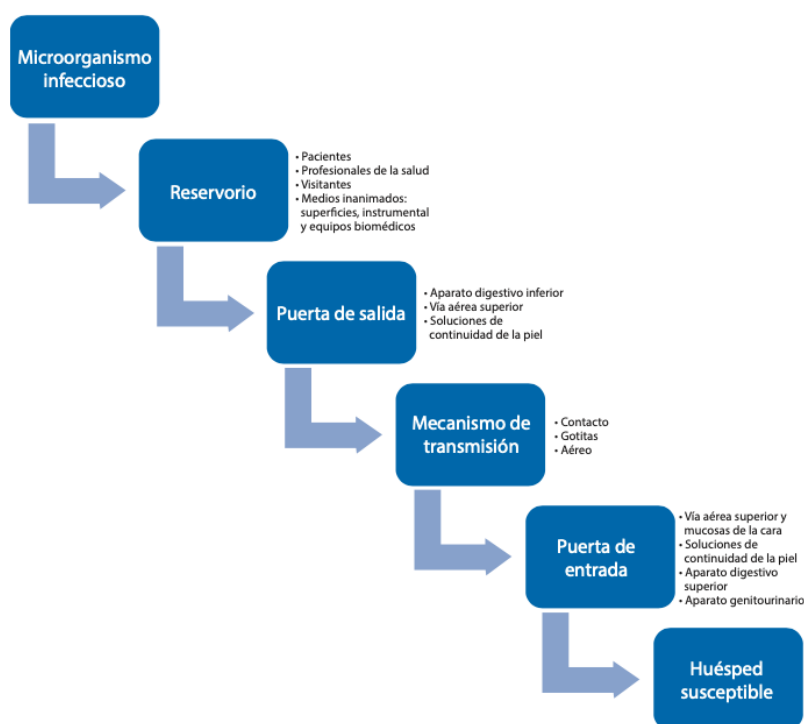 Microorganismo
infeccioso
Reservorio
• Pacientes
• Profesionales de la salud
• Visitantes
• Medios inanimados:
superficies, instrumental
y equipos biomédicos
Puerta de salida
• Aparato digestivo inferior
• Vía aérea superior
• Soluciones de
continuidad de la piel
Mecanismo de
transmisión
• Contacto
• Gotitas
• Aéreo
Puerta de
entrada
• Vía aérea superior y
mucosas de la cara
• Soluciones de
continuidad de la piel
• Aparato digestivo
superior
• Aparato genitourinario
Huésped
susceptible